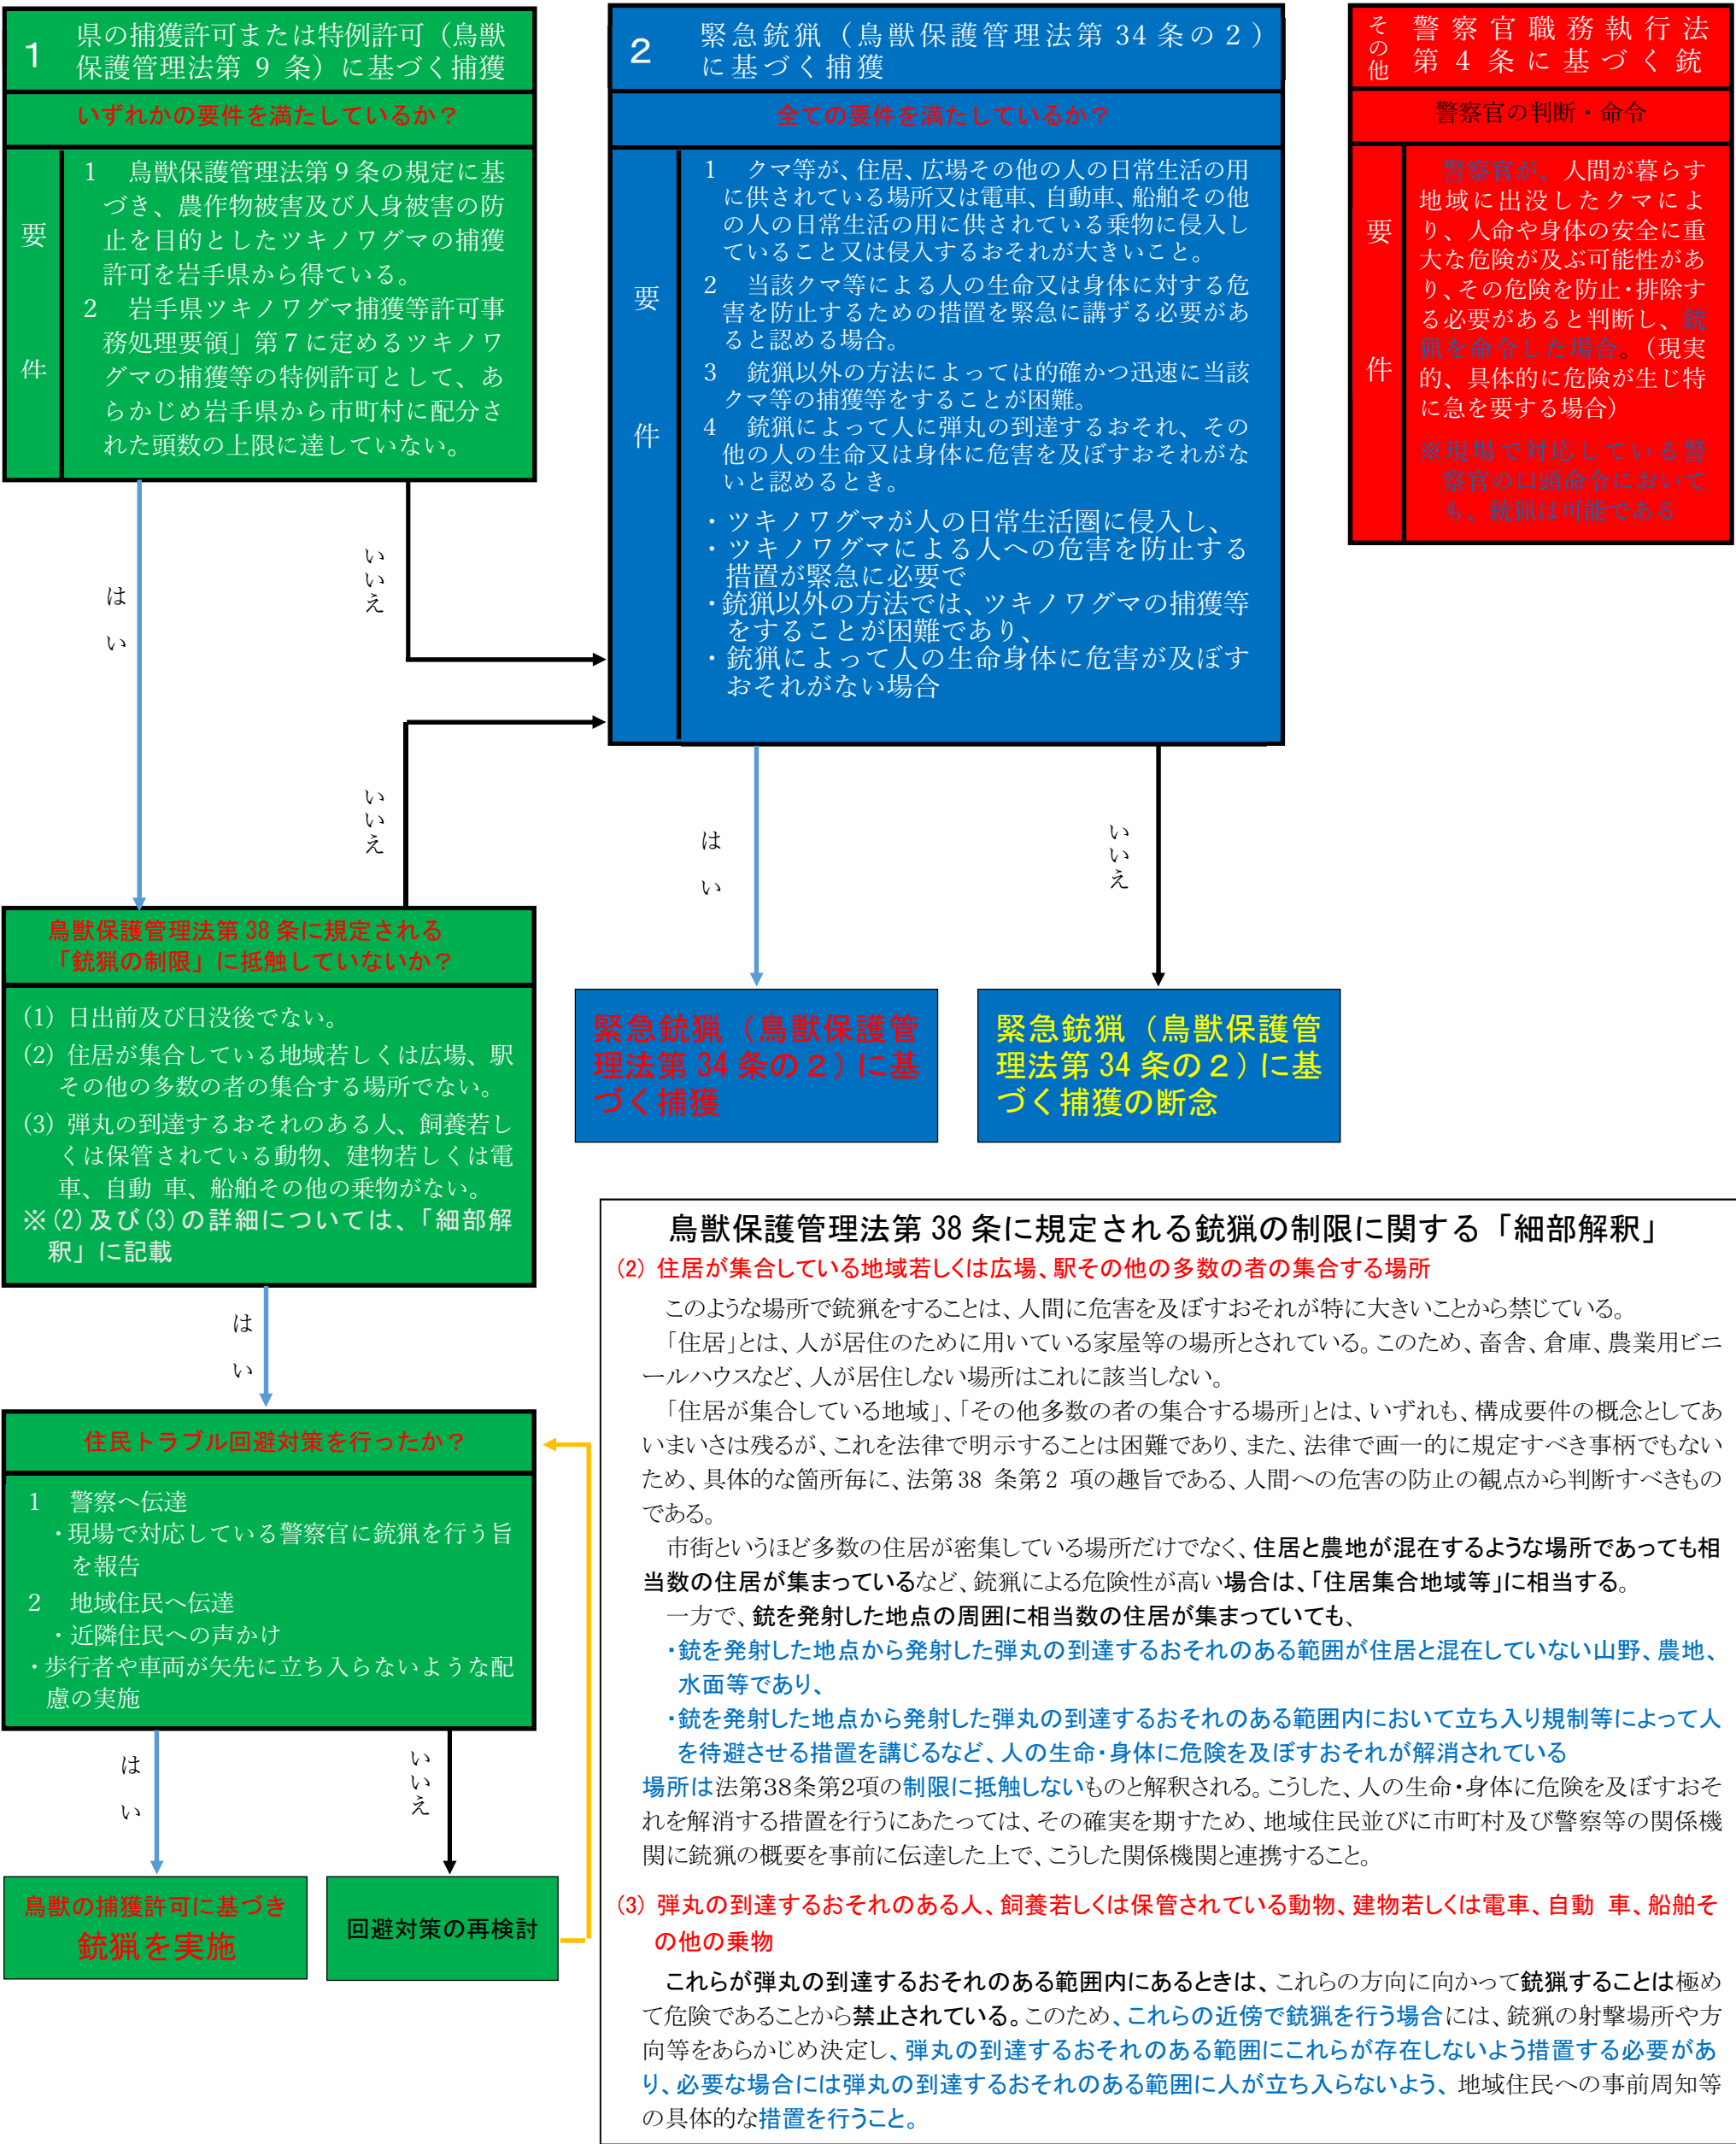 1
県の捕獲許可または特例許可（鳥獣
保護管理法第 9 条）に基づく捕獲
いずれかの要件を満たしているか？
要
件
1　鳥獣保護管理法第９条の規定に基
づき、農作物被害及び人身被害の防
止を目的としたツキノワグマの捕獲
許可を岩手県から得ている。
2　岩手県ツキノワグマ捕獲等許可事
務処理要領」第７に定めるツキノワ
グマの捕獲等の特例許可として、あ
らかじめ岩手県から市町村に配分さ
れた頭数の上限に達していない。
2
緊急銃猟（鳥獣保護管理法第 34 条の２）
に基づく捕獲
全ての要件を満たしているか？
要
件
1　クマ等が、住居、広場その他の人の日常生活の用
に供されている場所又は電車、自動車、船舶その他
の人の日常生活の用に供されている乗物に侵入し
ていること又は侵入するおそれが大きいこと。
2　当該クマ等による人の生命又は身体に対する危
害を防止するための措置を緊急に講ずる必要があ
ると認める場合。
3　銃猟以外の方法によっては的確かつ迅速に当該
クマ等の捕獲等をすることが困難。
4　銃猟によって人に弾丸の到達するおそれ、その
他の人の生命又は身体に危害を及ぼすおそれがな
いと認めるとき。
・ツキノワグマが人の日常生活圏に侵入し、
・ツキノワグマによる人への危害を防止する
措置が緊急に必要で
・銃猟以外の方法では、ツキノワグマの捕獲等
をすることが困難であり、
・銃猟によって人の生命身体に危害が及ぼす
おそれがない場合
その他
警察官職務執行法
第４条に基づく銃
警察官の判断・命令
要
件
警察官が、人間が暮らす
地域に出没したクマによ
り、人命や身体の安全に重
大な危険が及ぶ可能性があ
り、その危険を防止・排除す
る必要があると判断し、銃
猟を命令した場合。（現実
的、具体的に危険が生じ特
に急を要する場合）
※現場で対応している警
察官の口頭命令において
も、銃猟は可能である
はい
いいえ
いいえ
はい
いいえ
鳥獣保護管理法第 38 条に規定される
「銃猟の制限」に抵触していないか？
(1) 日出前及び日没後でない。
(2) 住居が集合している地域若しくは広場、駅
その他の多数の者の集合する場所でない。
(3) 弾丸の到達するおそれのある人、飼養若し
くは保管されている動物、建物若しくは電
車、自動 車、船舶その他の乗物がない。
※(2)及び(3)の詳細については、「細部解
釈」に記載
緊急銃猟（鳥獣保護管
理法第 34 条の２）に基
づく捕獲
緊急銃猟（鳥獣保護管
理法第 34 条の２）に基
づく捕獲の断念
はい
住民トラブル回避対策を行ったか？
1　警察へ伝達
・現場で対応している警察官に銃猟を行う旨
を報告
2　地域住民へ伝達
・近隣住民への声かけ
・歩行者や車両が矢先に立ち入らないような配
慮の実施
はい
いいえ
鳥獣の捕獲許可に基づき
銃猟を実施
回避対策の再検討
鳥獣保護管理法第 38 条に規定される銃猟の制限に関する「細部解釈」
(2) 住居が集合している地域若しくは広場、駅その他の多数の者の集合する場所
このような場所で銃猟をすることは、人間に危害を及ぼすおそれが特に大きいことから禁じている。
「住居」とは、人が居住のために用いている家屋等の場所とされている。このため、畜舎、倉庫、農業用ビニ
ールハウスなど、人が居住しない場所はこれに該当しない。
「住居が集合している地域」、「その他多数の者の集合する場所」とは、いずれも、構成要件の概念としてあ
いまいさは残るが、これを法律で明示することは困難であり、また、法律で画一的に規定すべき事柄でもない
ため、具体的な箇所毎に、法第38 条第2 項の趣旨である、人間への危害の防止の観点から判断すべきもの
である。
市街というほど多数の住居が密集している場所だけでなく、住居と農地が混在するような場所であっても相
当数の住居が集まっているなど、銃猟による危険性が高い場合は、「住居集合地域等」に相当する。
一方で、銃を発射した地点の周囲に相当数の住居が集まっていても、
・銃を発射した地点から発射した弾丸の到達するおそれのある範囲が住居と混在していない山野、農地、
水面等であり、
・銃を発射した地点から発射した弾丸の到達するおそれのある範囲内において立ち入り規制等によって人
を待避させる措置を講じるなど、人の生命・身体に危険を及ぼすおそれが解消されている
場所は法第38条第2項の制限に抵触しないものと解釈される。こうした、人の生命・身体に危険を及ぼすおそ
れを解消する措置を行うにあたっては、その確実を期すため、地域住民並びに市町村及び警察等の関係機
関に銃猟の概要を事前に伝達した上で、こうした関係機関と連携すること。
(3) 弾丸の到達するおそれのある人、飼養若しくは保管されている動物、建物若しくは電車、自動 車、船舶そ
の他の乗物
これらが弾丸の到達するおそれのある範囲内にあるときは、これらの方向に向かって銃猟することは極め
て危険であることから禁止されている。このため、これらの近傍で銃猟を行う場合には、銃猟の射撃場所や方
向等をあらかじめ決定し、弾丸の到達するおそれのある範囲にこれらが存在しないよう措置する必要があ
り、必要な場合には弾丸の到達するおそれのある範囲に人が立ち入らないよう、地域住民への事前周知等
の具体的な措置を行うこと。